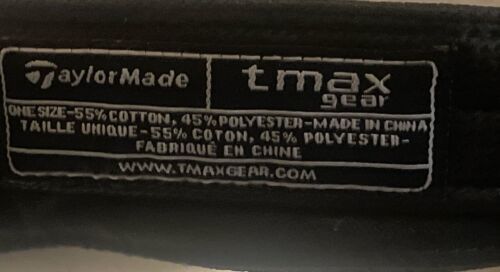 TaylorMade
tmax
gear
ONE SIZE-55% COTTON, 45% POLYESTER-MADE IN CHINA
TAILLE UNIQUE-55% COTON, 45% POLYESTER-
FABRIQUÉ EN CHINE
WWW.TMAXGEAR.COM